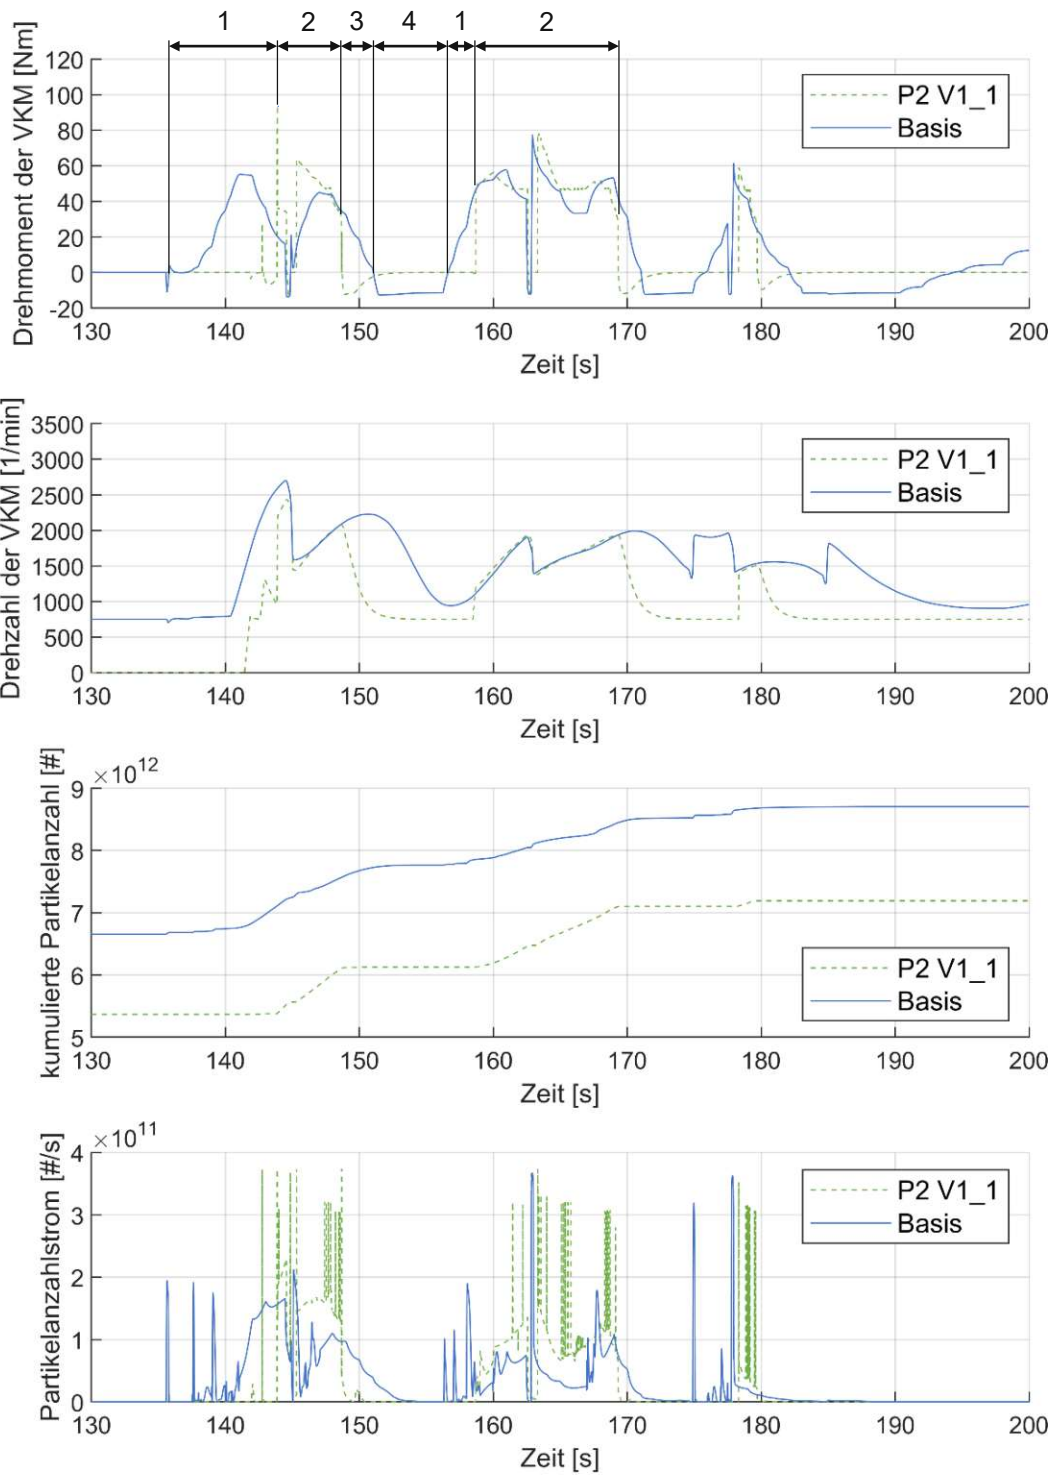 1 2 3 4 1 2
Drehmoment der VKM [Nm]
120
100
80
60
40
20
0
-20
P2 V1_1
Basis
130 140 150 160 170 180 190 200
Zeit [s]
Drehzahl der VKM [1/min]
3500
3000
2500
2000
1500
1000
500
0
P2 V1_1
Basis
130 140 150 160 170 180 190 200
Zeit [s]
kumulierte Partikelanzahl [#]
×10¹²
9
8
7
6
5
P2 V1_1
Basis
130 140 150 160 170 180 190 200
Zeit [s]
Partikelanzahlstrom [#/s]
×10¹¹
4
3
2
1
0
P2 V1_1
Basis
130 140 150 160 170 180 190 200
Zeit [s]